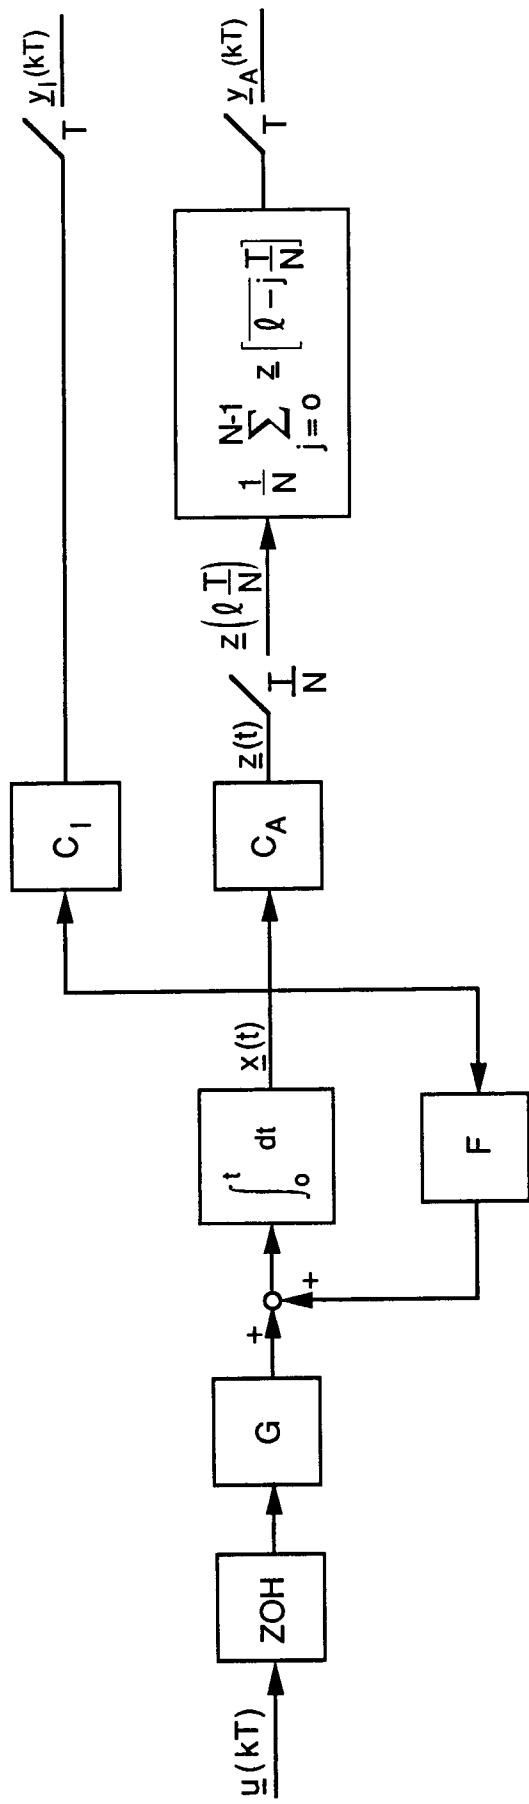 u(kT)
ZOH
G
+
+
∫₀ᵗ dt
x(t)
F
C_I
T
y_I(kT)
C_A
z(t)
T/N
z(ℓ T/N)
1/N ∑_{j=0}^{N-1} z[ℓ-j T/N]
T
y_A(kT)